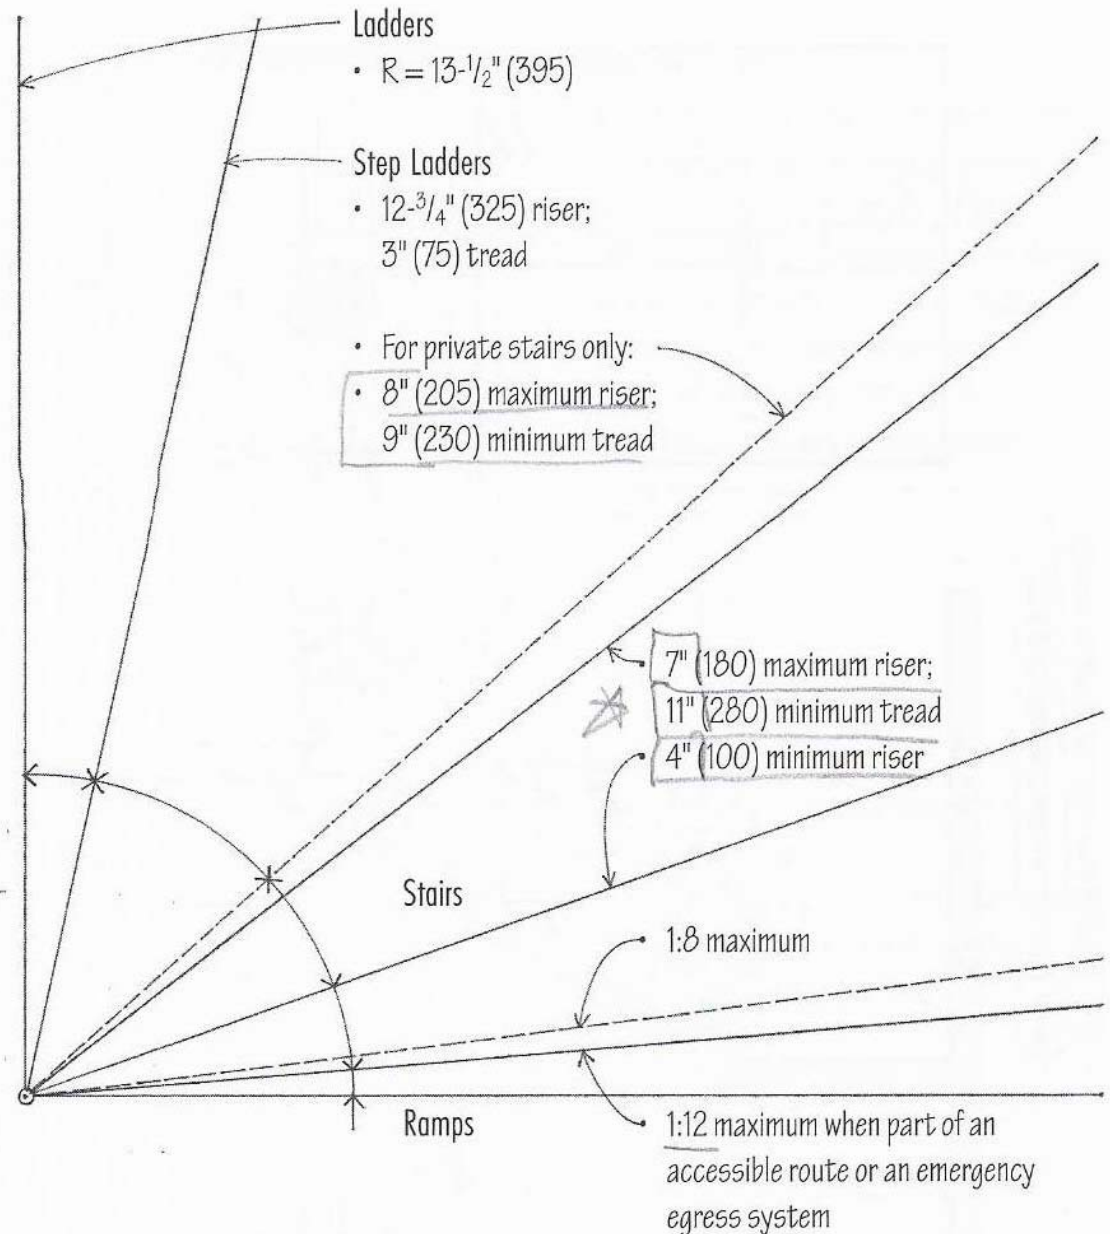 Ladders
• R = 13-1/2" (395)
Step Ladders
• 12-3/4" (325) riser;
3" (75) tread
• For private stairs only:
• 8" (205) maximum riser;
9" (230) minimum tread
• 7" (180) maximum riser;
11" (280) minimum tread
• 4" (100) minimum riser
Stairs
• 1:8 maximum
Ramps
• 1:12 maximum when part of an
accessible route or an emergency
egress system